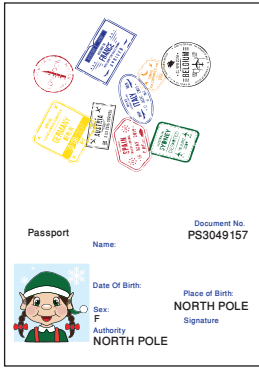 FRANCE
BELGIUM
ITALY
GERMANY
AUSTRIA
SPAIN
SYDNEY
Document No.
Passport
PS3049157
Name:
Date Of Birth:
Place of Birth:
Sex:
NORTH POLE
F
Signature
Authority
NORTH POLE